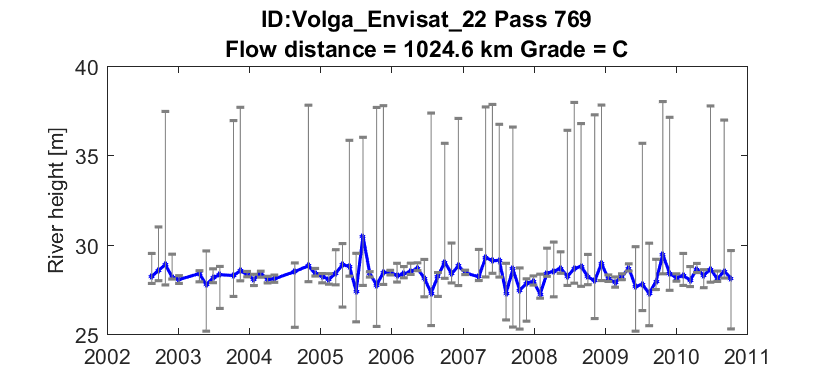 ID:Volga_Envisat_22 Pass 769
Flow distance = 1024.6 km Grade = C
40
35
30
25
River height [m]
2002 2003 2004 2005 2006 2007 2008 2009 2010 2011